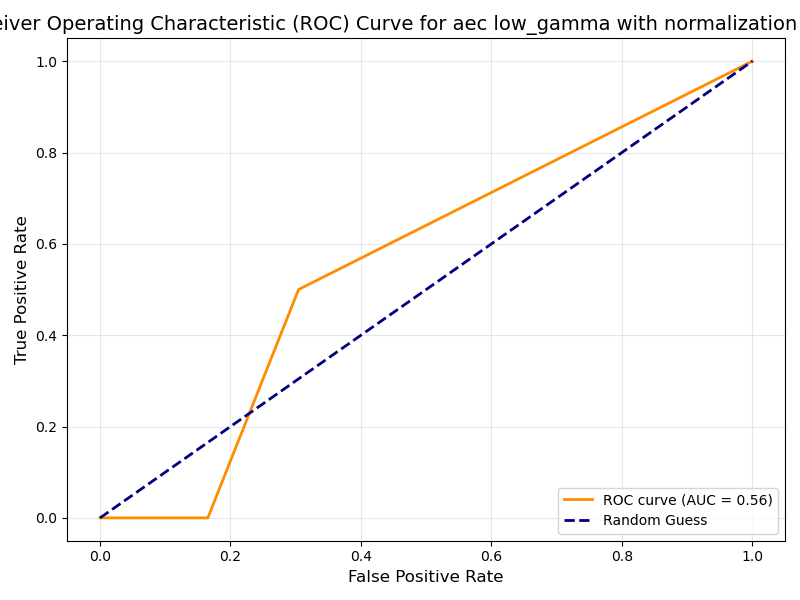 eiver Operating Characteristic (ROC) Curve for aec low_gamma with normalization
1.0
0.8
0.6
0.4
0.2
0.0
True Positive Rate
0.0 0.2 0.4 0.6 0.8 1.0
False Positive Rate
ROC curve (AUC = 0.56)
Random Guess